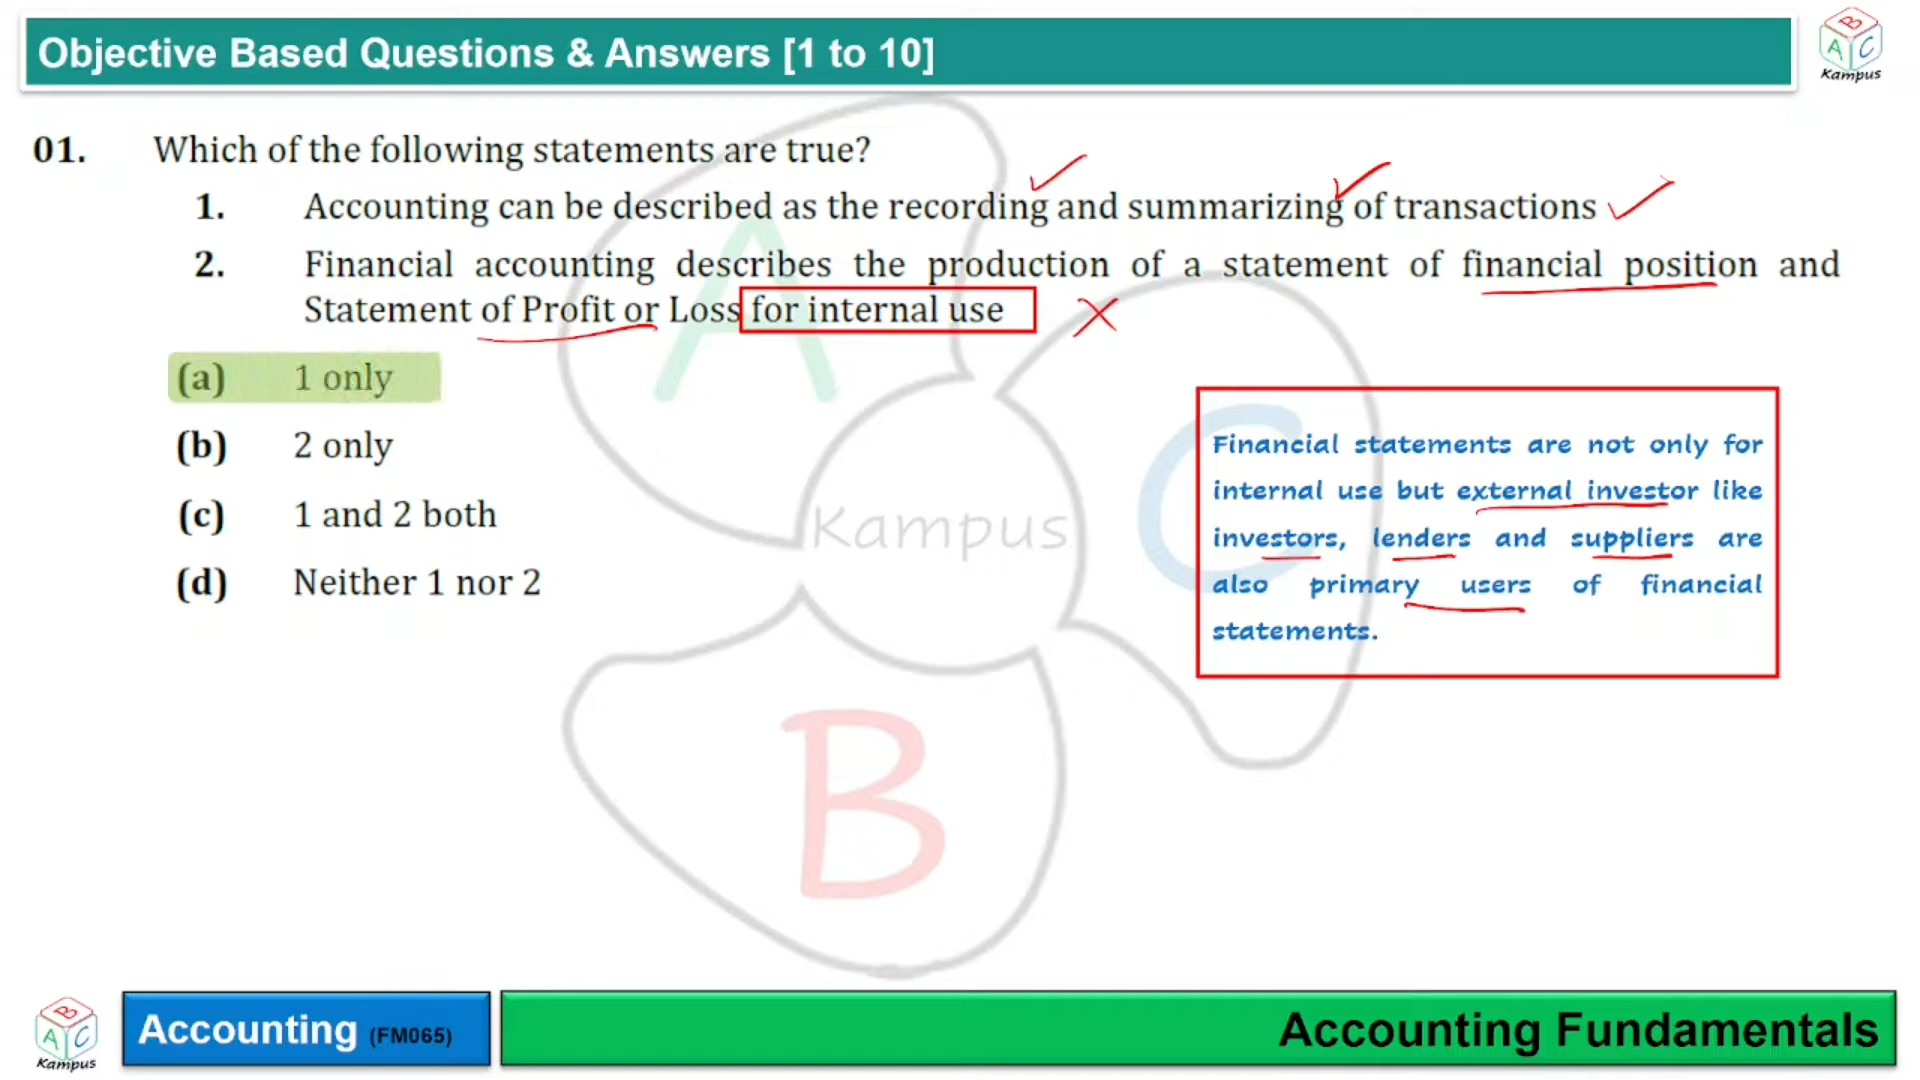 Objective Based Questions & Answers [1 to 10]
B
A C
Kampus
01. Which of the following statements are true?
1. Accounting can be described as the recording and summarizing of transactions
2. Financial accounting describes the production of a statement of financial position and
Statement of Profit or Loss for internal use
(a) 1 only
(b) 2 only
(c) 1 and 2 both
(d) Neither 1 nor 2
Financial statements are not only for
internal use but external investor like
investors, lenders and suppliers are
also primary users of financial
statements.
A
C
Kampus
B
B
A C
Kampus
Accounting (FM065)
Accounting Fundamentals